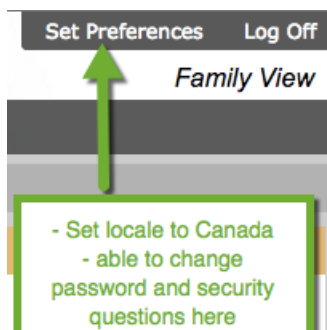 Set Preferences Log Off
Family View
- Set locale to Canada
- able to change
password and security
questions here